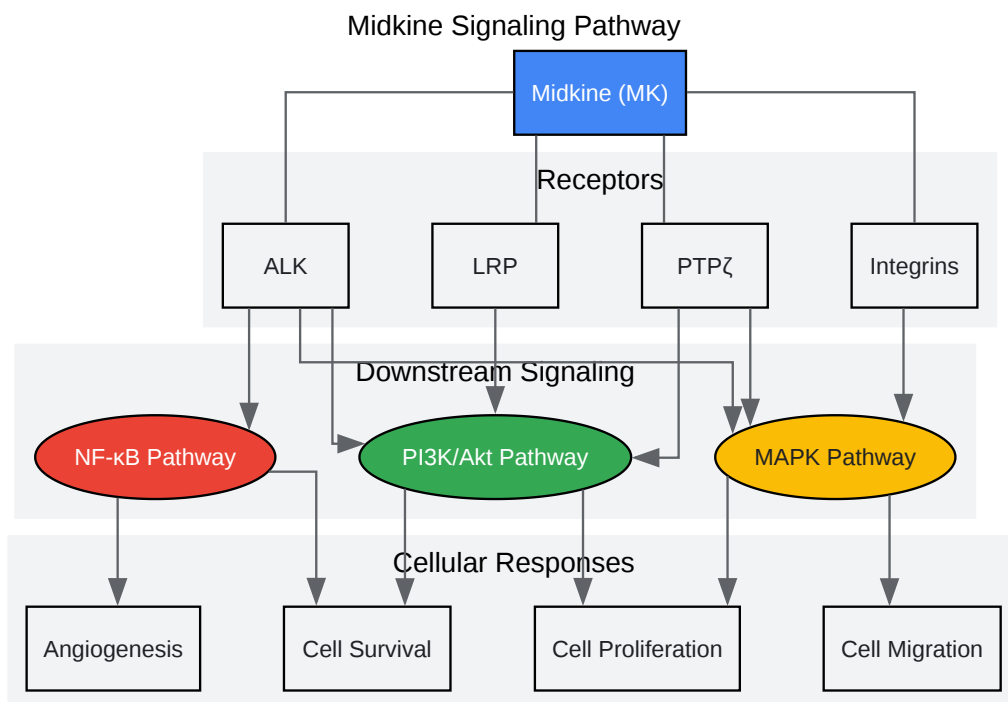 Midkine Signaling Pathway
Midkine (MK)
Receptors
ALK
LRP
PTPζ
Integrins
Downstream Signaling
NF-κB Pathway
PI3K/Akt Pathway
MAPK Pathway
Cellular Responses
Angiogenesis
Cell Survival
Cell Proliferation
Cell Migration